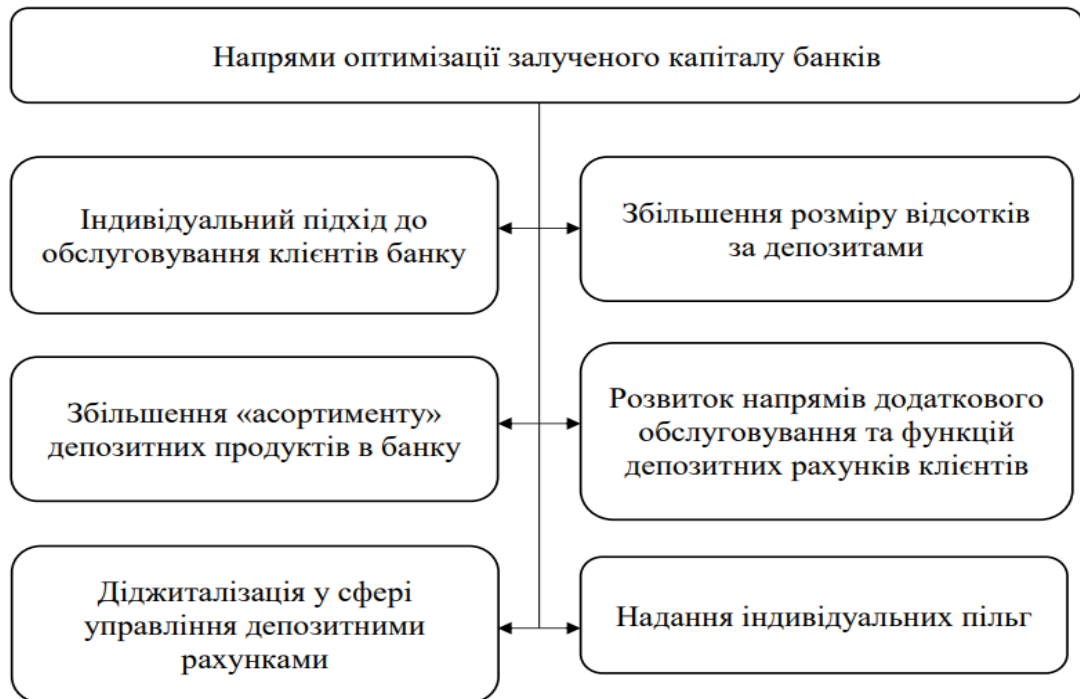 Напрями оптимізації залученого капіталу банків
Індивідуальний підхід до
обслуговування клієнтів банку
Збільшення розміру відсотків
за депозитами
Збільшення «асортименту»
депозитних продуктів в банку
Розвиток напрямів додаткового
обслуговування та функцій
депозитних рахунків клієнтів
Діджиталізація у сфері
управління депозитними
рахунками
Надання індивідуальних пільг